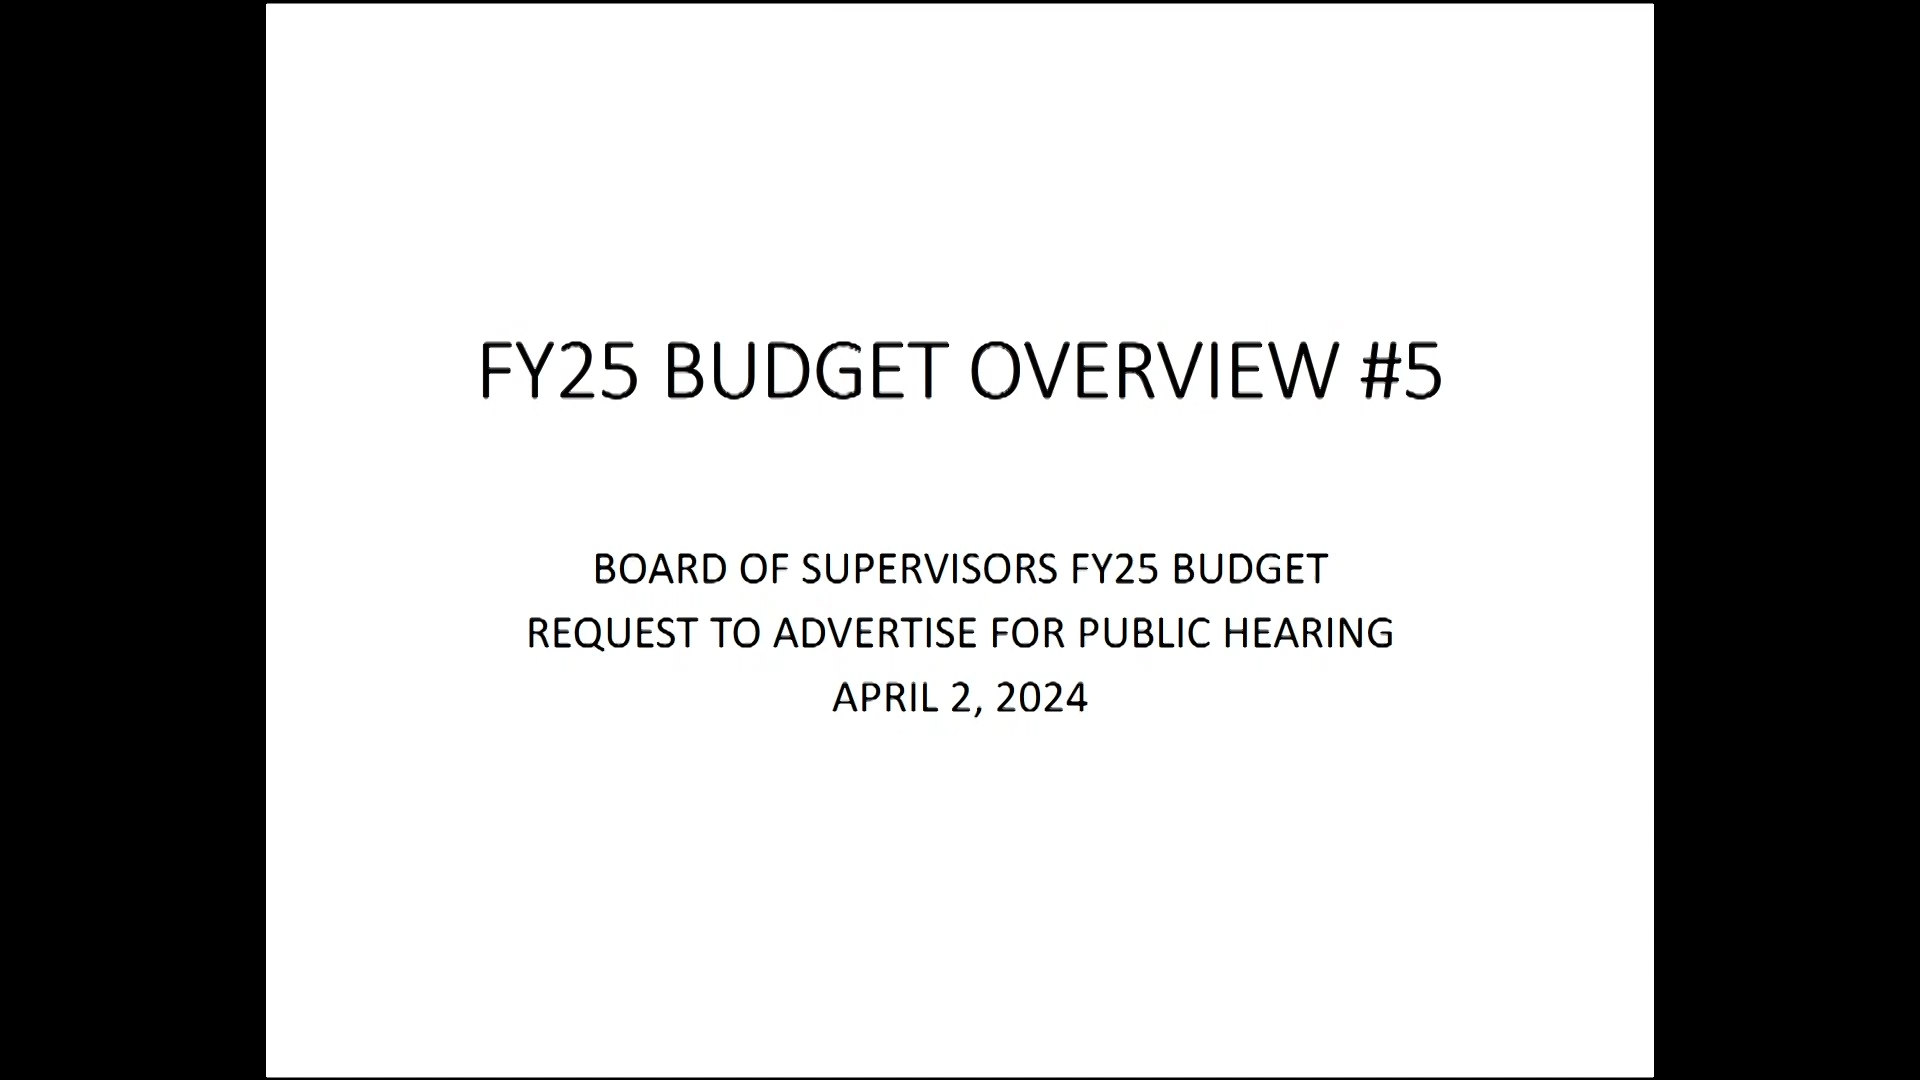 FY25 BUDGET OVERVIEW #5
BOARD OF SUPERVISORS FY25 BUDGET
REQUEST TO ADVERTISE FOR PUBLIC HEARING
APRIL 2, 2024